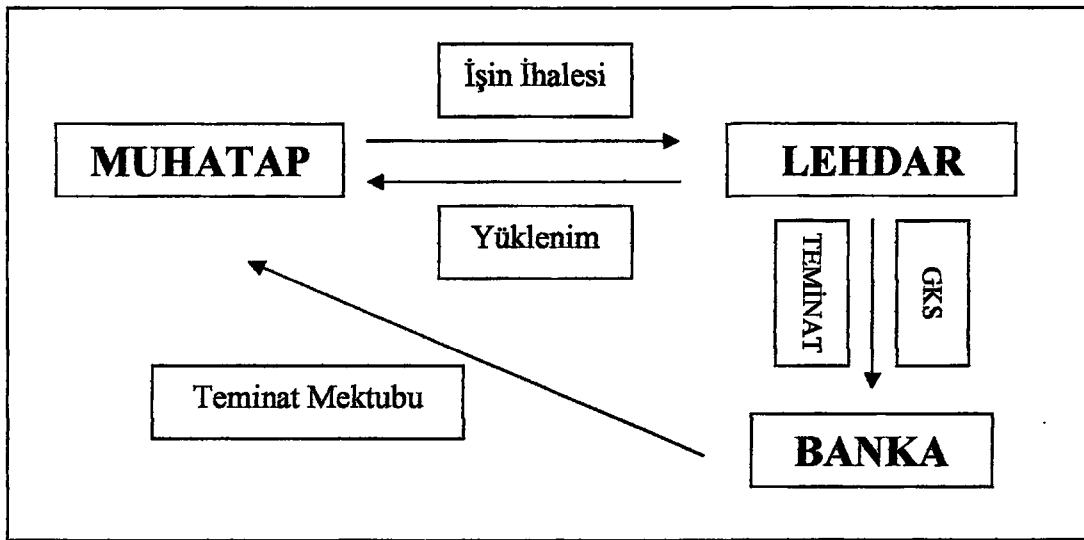 İşin İhalesi
MUHATAP
LEHDAR
Yüklenim
TEMİNAT
GKS
Teminat Mektubu
BANKA